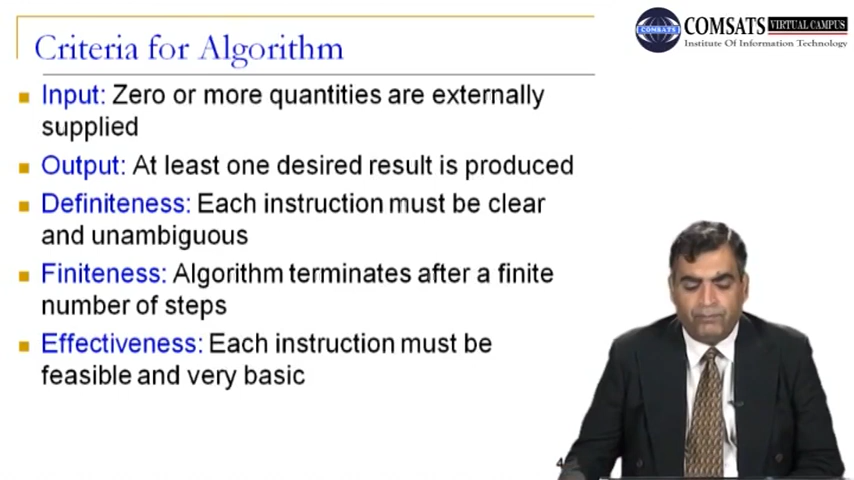 COMSATS VIRTUAL CAMPUS
COMSATS
Institute Of Information Technology
Criteria for Algorithm
Input: Zero or more quantities are externally
supplied
Output: At least one desired result is produced
Definiteness: Each instruction must be clear
and unambiguous
Finiteness: Algorithm terminates after a finite
number of steps
Effectiveness: Each instruction must be
feasible and very basic
4